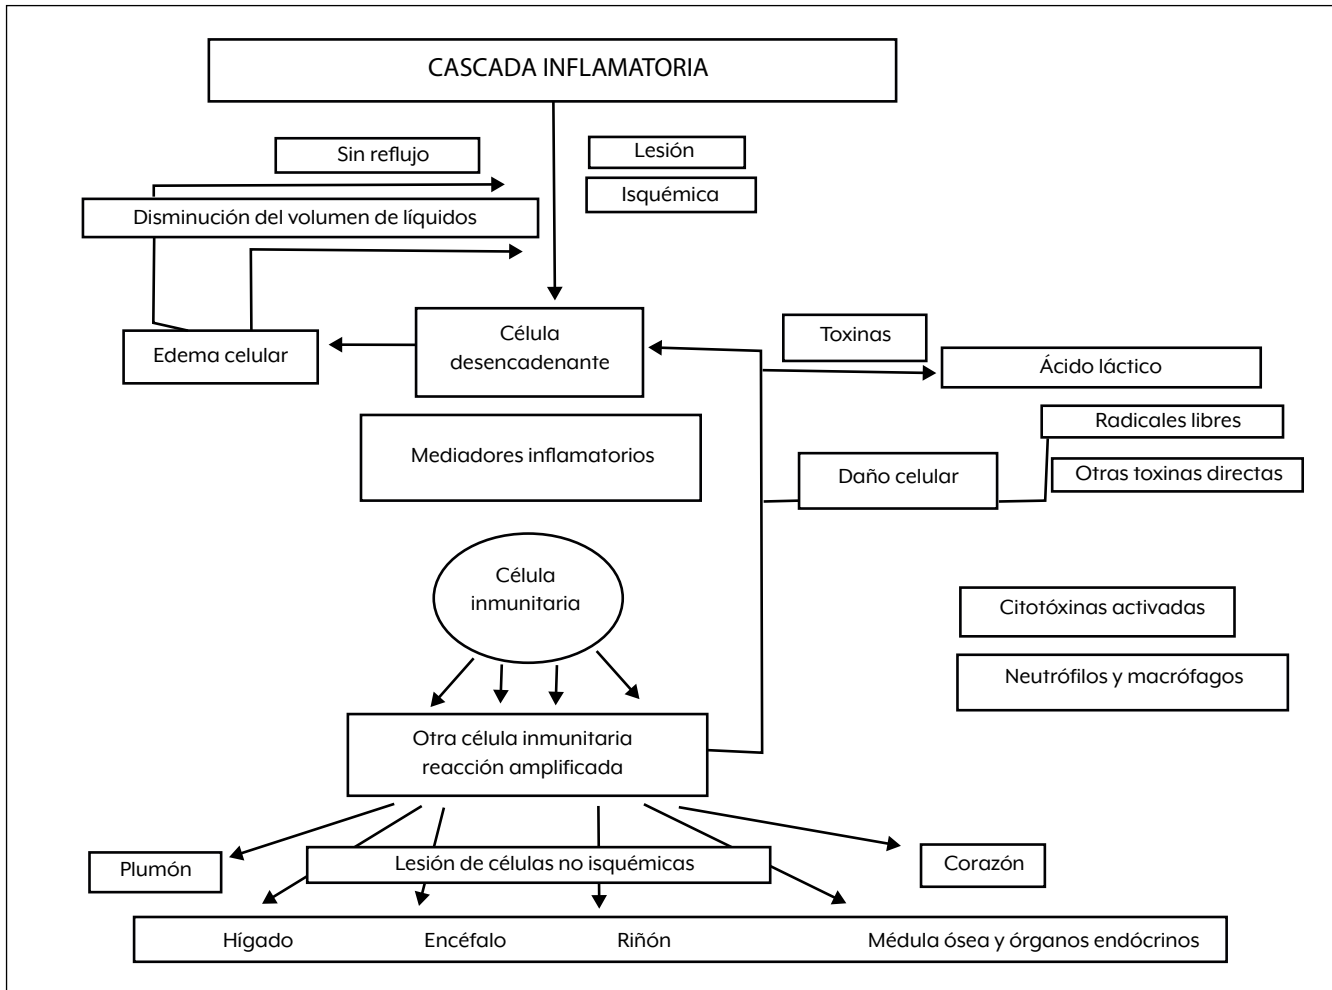 CASCADA INFLAMATORIA
Sin reflujo
Lesión
Isquémica
Disminución del volumen de líquidos
Célula
desencadenante
Edema celular
Toxinas
Ácido láctico
Radicales libres
Mediadores inflamatorios
Daño celular
Otras toxinas directas
Célula
inmunitaria
Citotóxinas activadas
Neutrófilos y macrófagos
Otra célula inmunitaria
reacción amplificada
Plumón
Lesión de células no isquémicas
Corazón
Hígado Encéfalo Riñón Médula ósea y órganos endócrinos